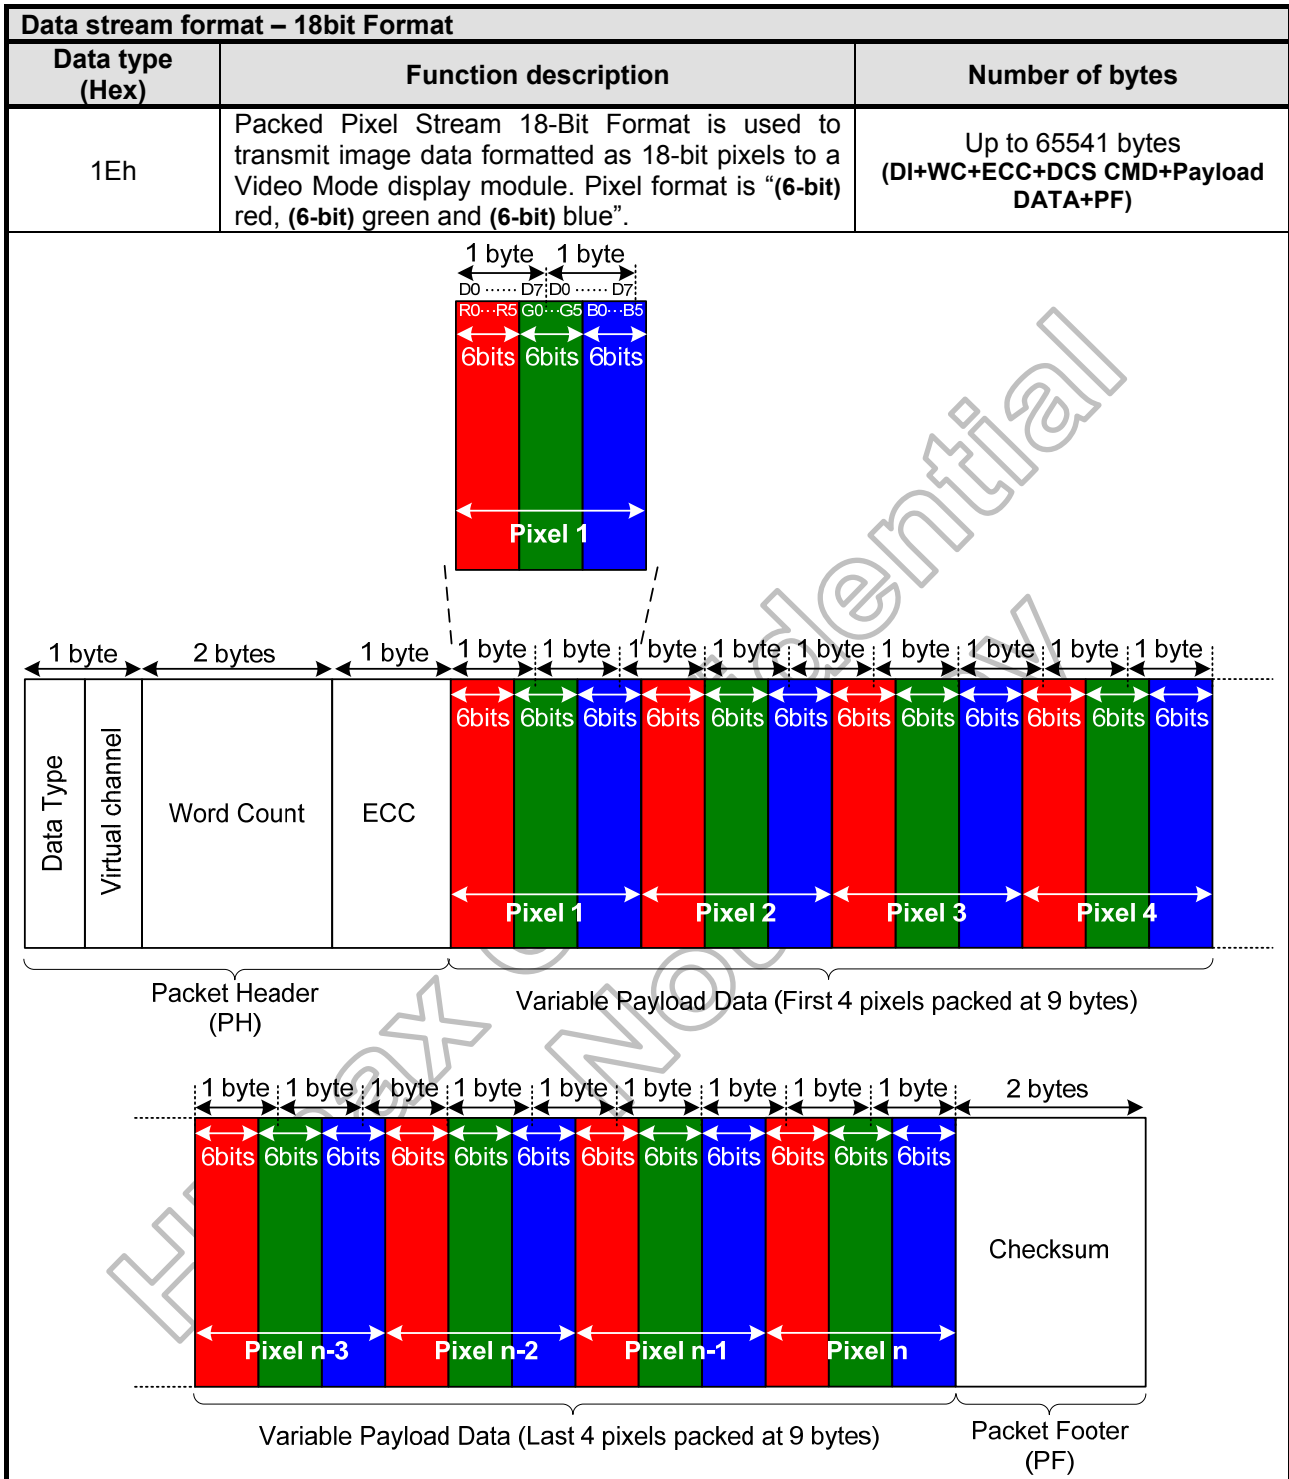 Data stream format – 18bit Format
Data type
(Hex)
Function description
Number of bytes
1Eh
Packed Pixel Stream 18-Bit Format is used to
transmit image data formatted as 18-bit pixels to a
Video Mode display module. Pixel format is “(6-bit)
red, (6-bit) green and (6-bit) blue”.
Up to 65541 bytes
(DI+WC+ECC+DCS CMD+Payload
DATA+PF)
1 byte 1 byte
D0 ······ D7 D0 ······ D7
R0···R5 G0···G5 B0···B5
6bits 6bits 6bits
Pixel 1
1 byte 2 bytes 1 byte 1 byte 1 byte 1 byte 1 byte 1 byte 1 byte 1 byte 1 byte 1 byte
6bits 6bits 6bits 6bits 6bits 6bits 6bits 6bits 6bits 6bits 6bits 6bits
Data Type
Virtual channel
Word Count
ECC
Pixel 1 Pixel 2 Pixel 3 Pixel 4
Packet Header
(PH)
Variable Payload Data (First 4 pixels packed at 9 bytes)
1 byte 1 byte 1 byte 1 byte 1 byte 1 byte 1 byte 1 byte 1 byte 2 bytes
6bits 6bits 6bits 6bits 6bits 6bits 6bits 6bits 6bits 6bits 6bits 6bits
Checksum
Pixel n-3 Pixel n-2 Pixel n-1 Pixel n
Variable Payload Data (Last 4 pixels packed at 9 bytes)
Packet Footer
(PF)